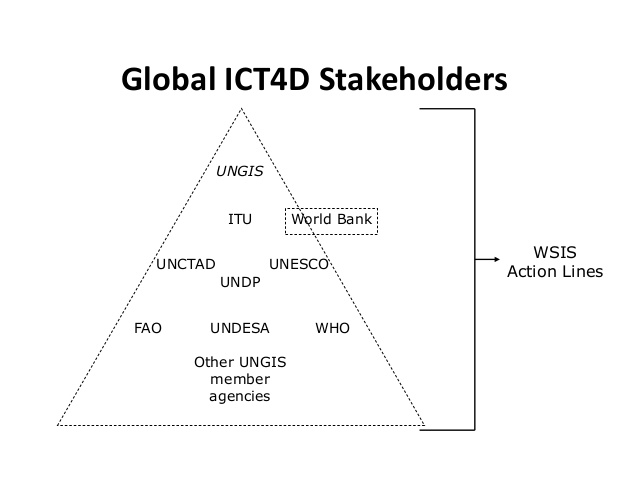 Global ICT4D Stakeholders
UNGIS
ITU
World Bank
UNCTAD
UNESCO
UNDP
WSIS
Action Lines
FAO
UNDESA
WHO
Other UNGIS
member
agencies